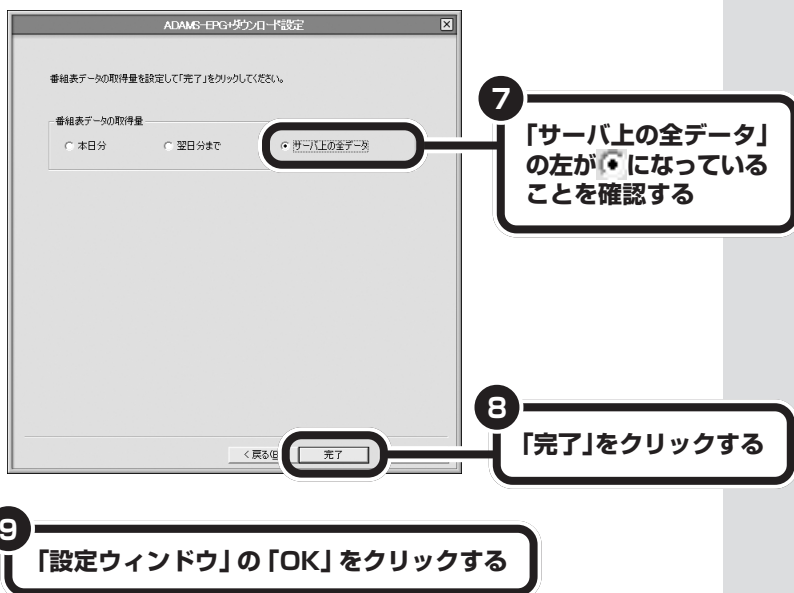 ADAMS-EPG+ダウンロード設定
番組表データの取得量を設定して「完了」をクリックしてください。
番組表データの取得量
本日分
翌日分まで
サーバ上の全データ
7
「サーバ上の全データ」
の左が になっている
ことを確認する
<戻る(B
完了
8
「完了」をクリックする
9
「設定ウィンドウ」の「OK」をクリックする